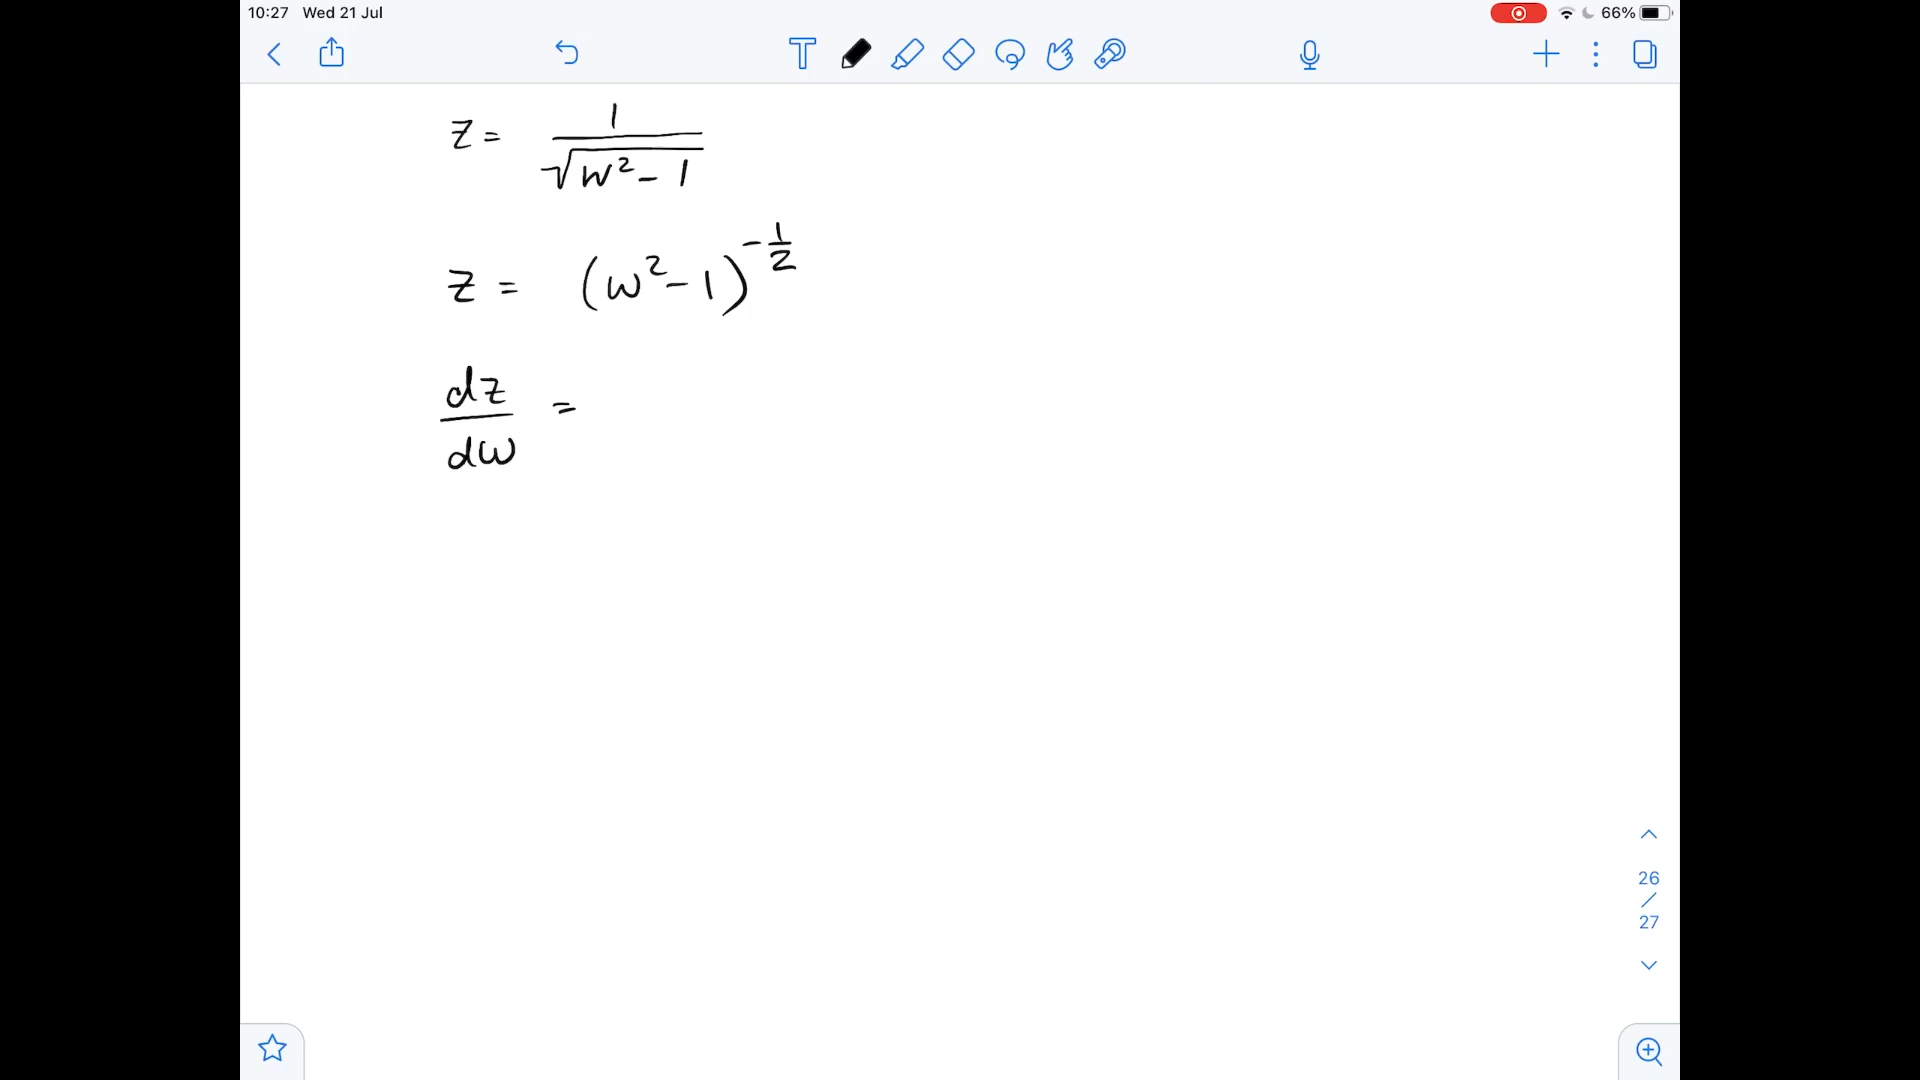 10:27 Wed 21 Jul 66%
T
z = 1/√(w² - 1)
z = (w² - 1)^(-1/2)
dz/dw =
26
/
27